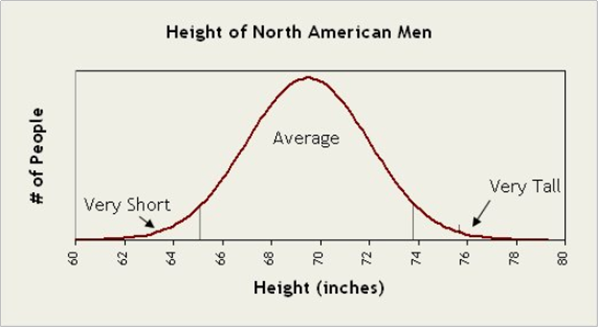 Height of North American Men
# of People
Average
Very Short
Very Tall
60
62
64
66
68
70
72
74
76
78
80
Height (inches)